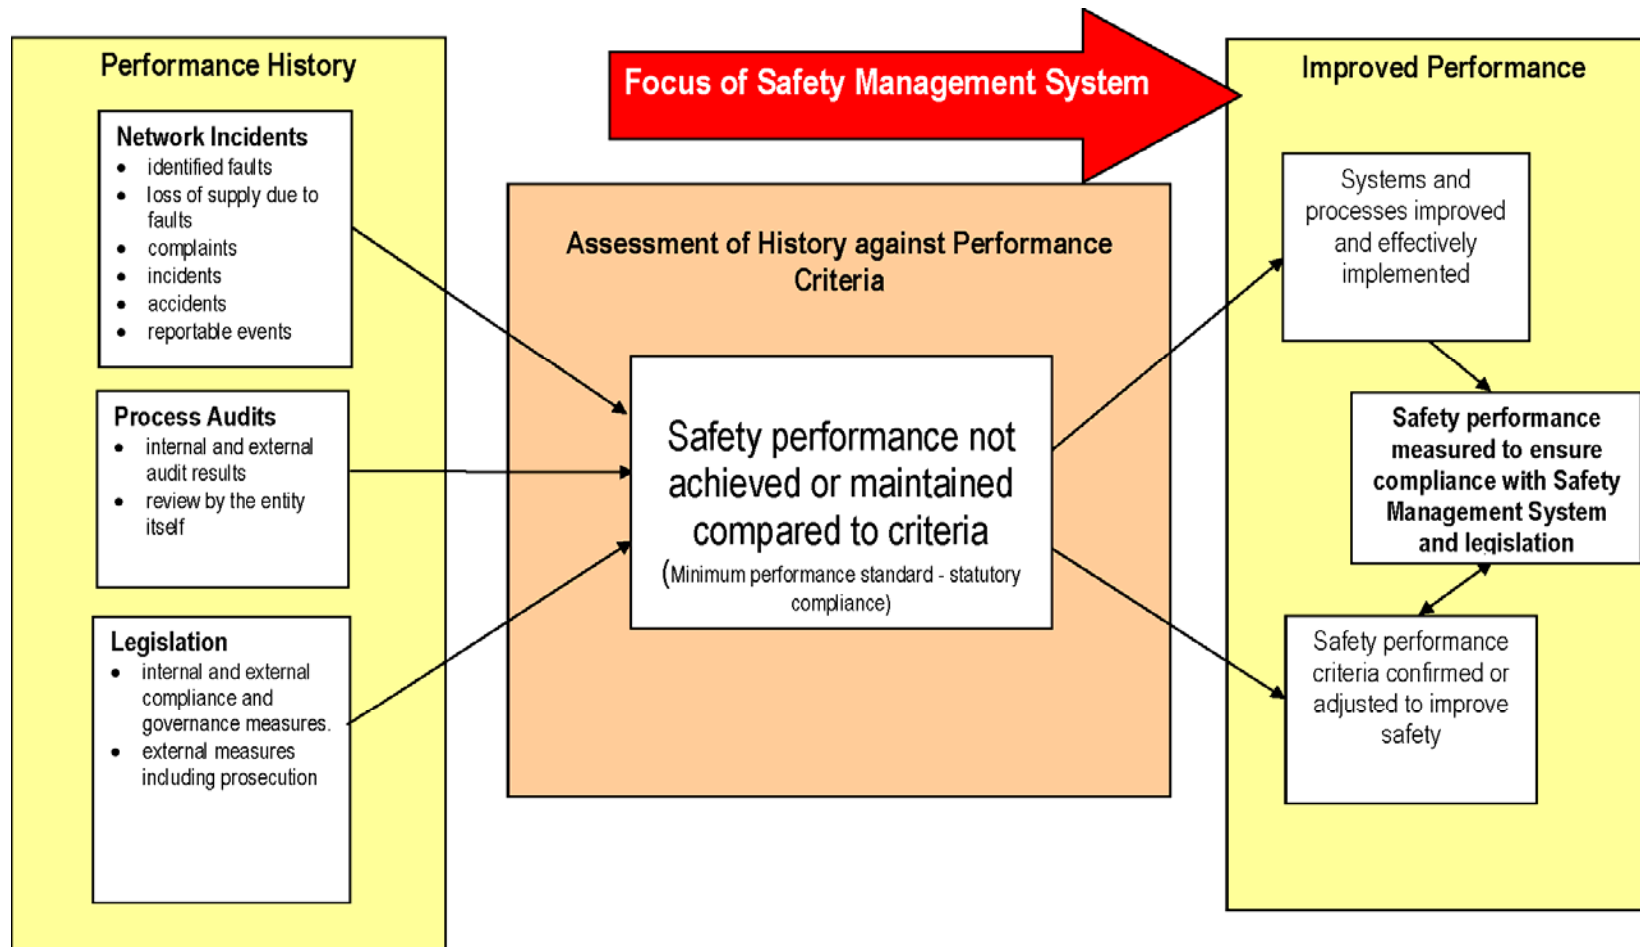 Performance History
Network Incidents
• identified faults
• loss of supply due to
faults
• complaints
• incidents
• accidents
• reportable events
Process Audits
• internal and external
audit results
• review by the entity
itself
Legislation
• internal and external
compliance and
governance measures.
• external measures
including prosecution
Focus of Safety Management System
Assessment of History against Performance
Criteria
Safety performance not
achieved or maintained
compared to criteria
(Minimum performance standard - statutory
compliance)
Improved Performance
Systems and
processes improved
and effectively
implemented
Safety performance
measured to ensure
compliance with Safety
Management System
and legislation
Safety performance
criteria confirmed or
adjusted to improve
safety